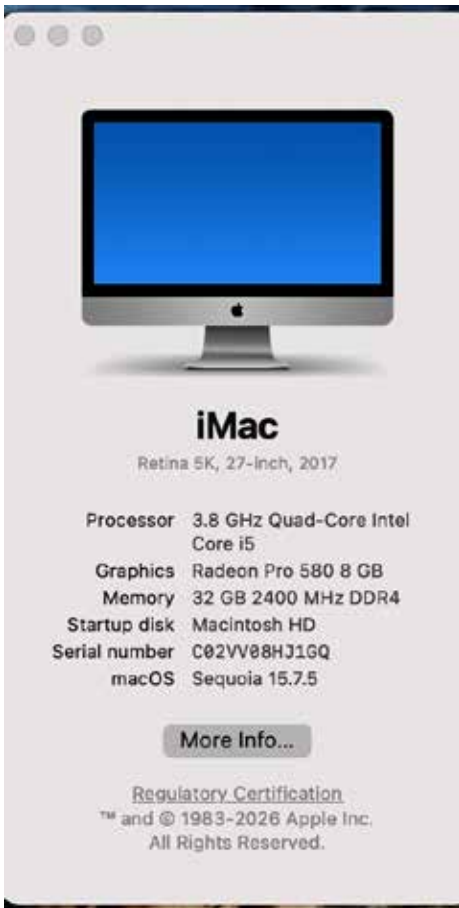 iMac
Retina 5K, 27-inch, 2017
Processor 3.8 GHz Quad-Core Intel
Core i5
Graphics Radeon Pro 580 8 GB
Memory 32 GB 2400 MHz DDR4
Startup disk Macintosh HD
Serial number C02VV08HJ1GQ
macOS Sequoia 15.7.5
More Info...
Regulatory Certification
™ and © 1983-2026 Apple Inc.
All Rights Reserved.